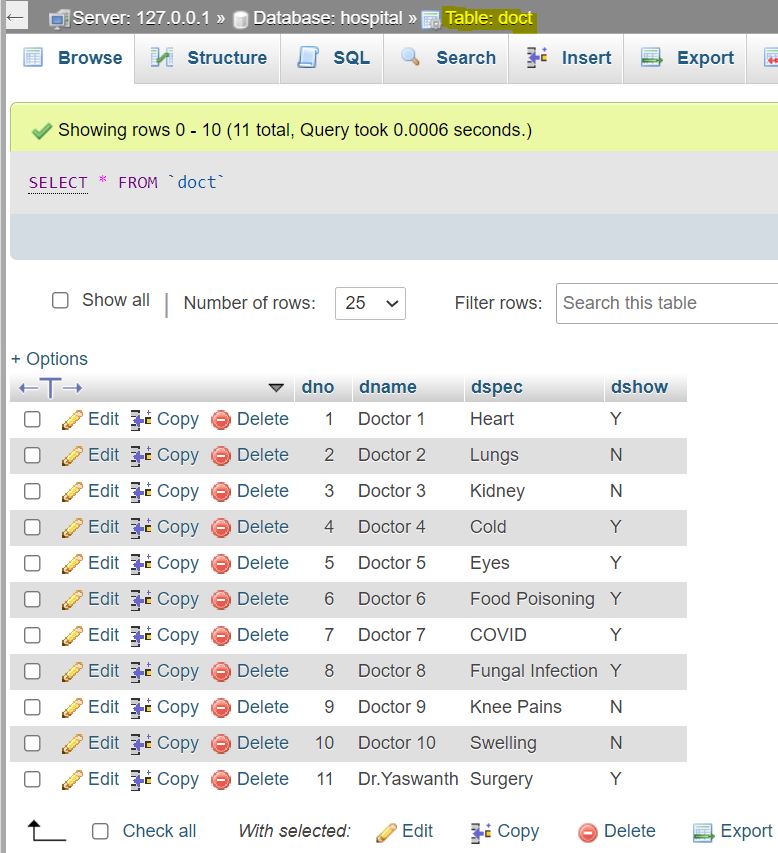 Server: 127.0.0.1 » Database: hospital » Table: doct
Browse Structure SQL Search Insert Export
Showing rows 0 - 10 (11 total, Query took 0.0006 seconds.)
SELECT * FROM `doct`
Show all | Number of rows: 25 Filter rows: Search this table
+ Options
dno dname dspec dshow
Edit Copy Delete 1 Doctor 1 Heart Y
Edit Copy Delete 2 Doctor 2 Lungs N
Edit Copy Delete 3 Doctor 3 Kidney N
Edit Copy Delete 4 Doctor 4 Cold Y
Edit Copy Delete 5 Doctor 5 Eyes Y
Edit Copy Delete 6 Doctor 6 Food Poisoning Y
Edit Copy Delete 7 Doctor 7 COVID Y
Edit Copy Delete 8 Doctor 8 Fungal Infection Y
Edit Copy Delete 9 Doctor 9 Knee Pains N
Edit Copy Delete 10 Doctor 10 Swelling N
Edit Copy Delete 11 Dr.Yaswanth Surgery Y
Check all With selected: Edit Copy Delete Export